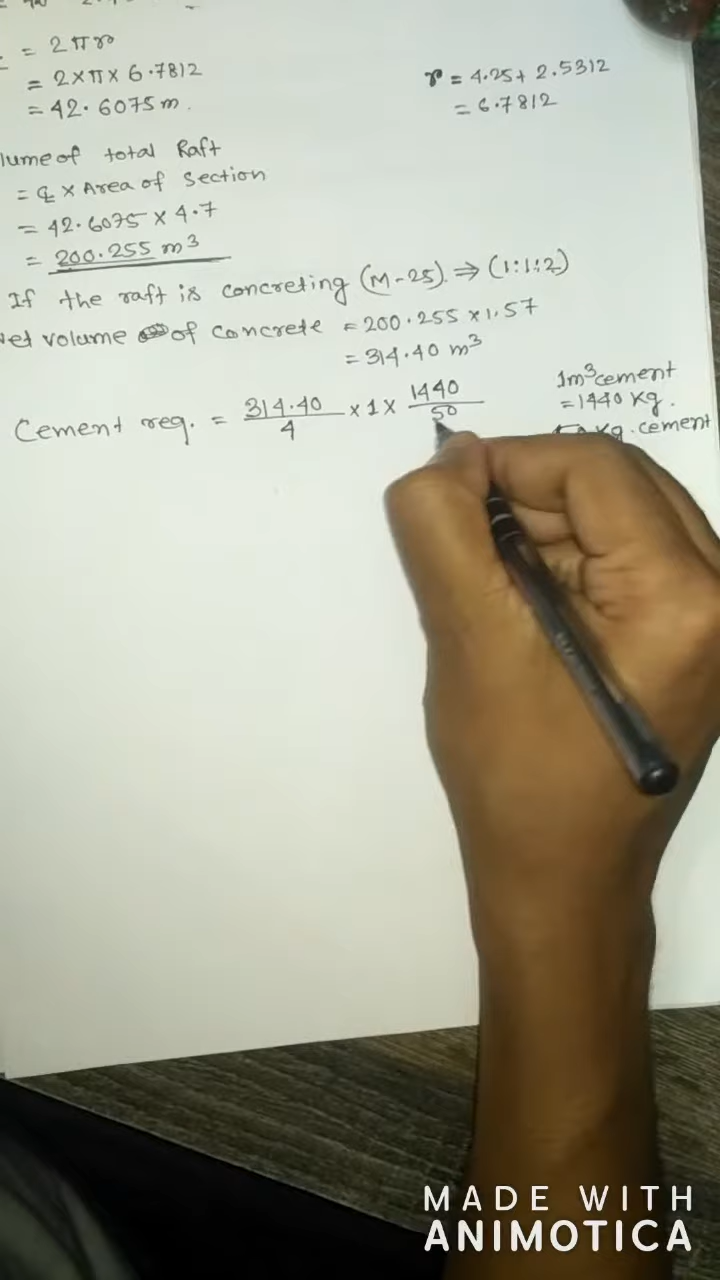 = 2πr
= 2×π× 6.7812
= 42.6075 m.
r = 4.25+ 2.5312
= 6.7812
lume of total Raft
= ℄ × Area of Section
= 42.6075 × 4.7
= 200.255 m³
If the raft is concreting (M-25) ⇒ (1:1:2)
et volume of concrete = 200.255 ×1.57
= 314.40 m³
Cement req. = 314.40/4 ×1× 1440/50
1m³ cement
= 1440 kg.
kg. cement
MADE WITH
ANIMOTICA